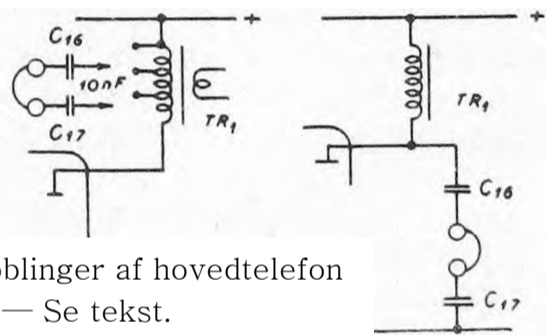 +
C16
10nF
C17
TR1
+
TR1
C16
C17
oblinger af hovedtelefon
— Se tekst.